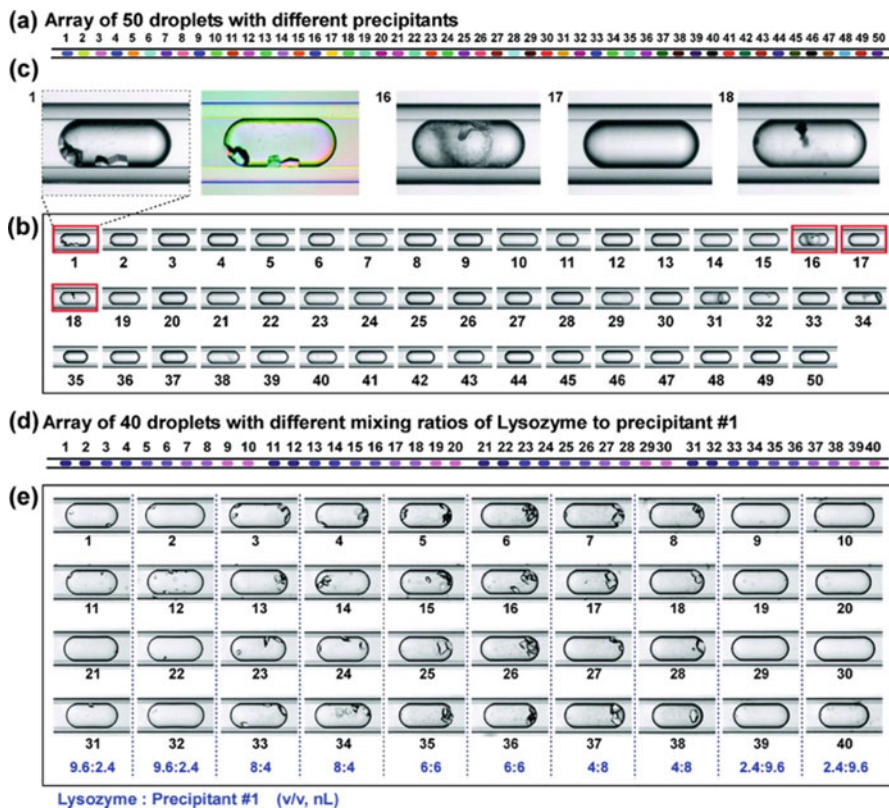 (a) Array of 50 droplets with different precipitants
1 2 3 4 5 6 7 8 9 10 11 12 13 14 15 16 17 18 19 20 21 22 23 24 25 26 27 28 29 30 31 32 33 34 35 36 37 38 39 40 41 42 43 44 45 46 47 48 49 50
(c)
1 16 17 18
(b)
1 2 3 4 5 6 7 8 9 10 11 12 13 14 15 16 17
18 19 20 21 22 23 24 25 26 27 28 29 30 31 32 33 34
35 36 37 38 39 40 41 42 43 44 45 46 47 48 49 50
(d) Array of 40 droplets with different mixing ratios of Lysozyme to precipitant #1
1 2 3 4 5 6 7 8 9 10 11 12 13 14 15 16 17 18 19 20 21 22 23 24 25 26 27 28 29 30 31 32 33 34 35 36 37 38 39 40
(e)
1 2 3 4 5 6 7 8 9 10
11 12 13 14 15 16 17 18 19 20
21 22 23 24 25 26 27 28 29 30
31 32 33 34 35 36 37 38 39 40
9.6:2.4 9.6:2.4 8:4 8:4 6:6 6:6 4:8 4:8 2.4:9.6 2.4:9.6
Lysozyme : Precipitant #1 (v/v, nL)